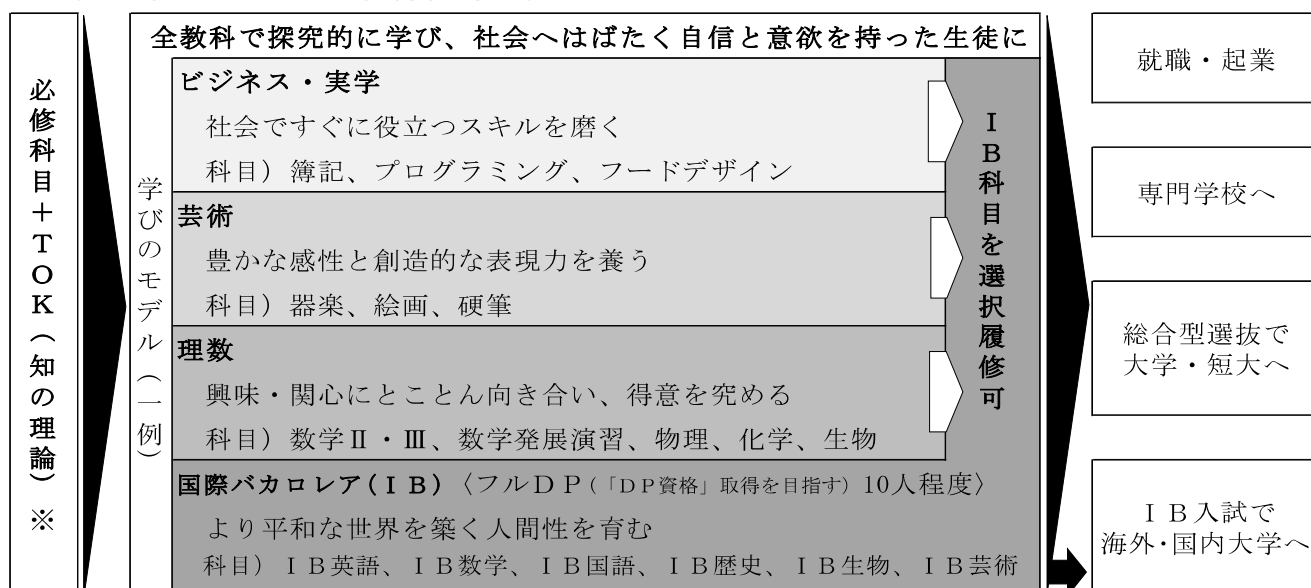 必修科目＋TOK（知の理論）※
全教科で探究的に学び、社会へはばたく自信と意欲を持った生徒に
学びのモデル（一例）
ビジネス・実学
社会ですぐに役立つスキルを磨く
科目）簿記、プログラミング、フードデザイン
芸術
豊かな感性と創造的な表現力を養う
科目）器楽、絵画、硬筆
理数
興味・関心にとことん向き合い、得意を究める
科目）数学Ⅱ・Ⅲ、数学発展演習、物理、化学、生物
国際バカロレア(ＩＢ)〈フルＤＰ(「DP資格」取得を目指す) 10人程度〉
より平和な世界を築く人間性を育む
科目）ＩＢ英語、ＩＢ数学、ＩＢ国語、ＩＢ歴史、ＩＢ生物、ＩＢ芸術
ＩＢ科目を選択履修可
就職・起業
専門学校へ
総合型選抜で
大学・短大へ
ＩＢ入試で
海外・国内大学へ